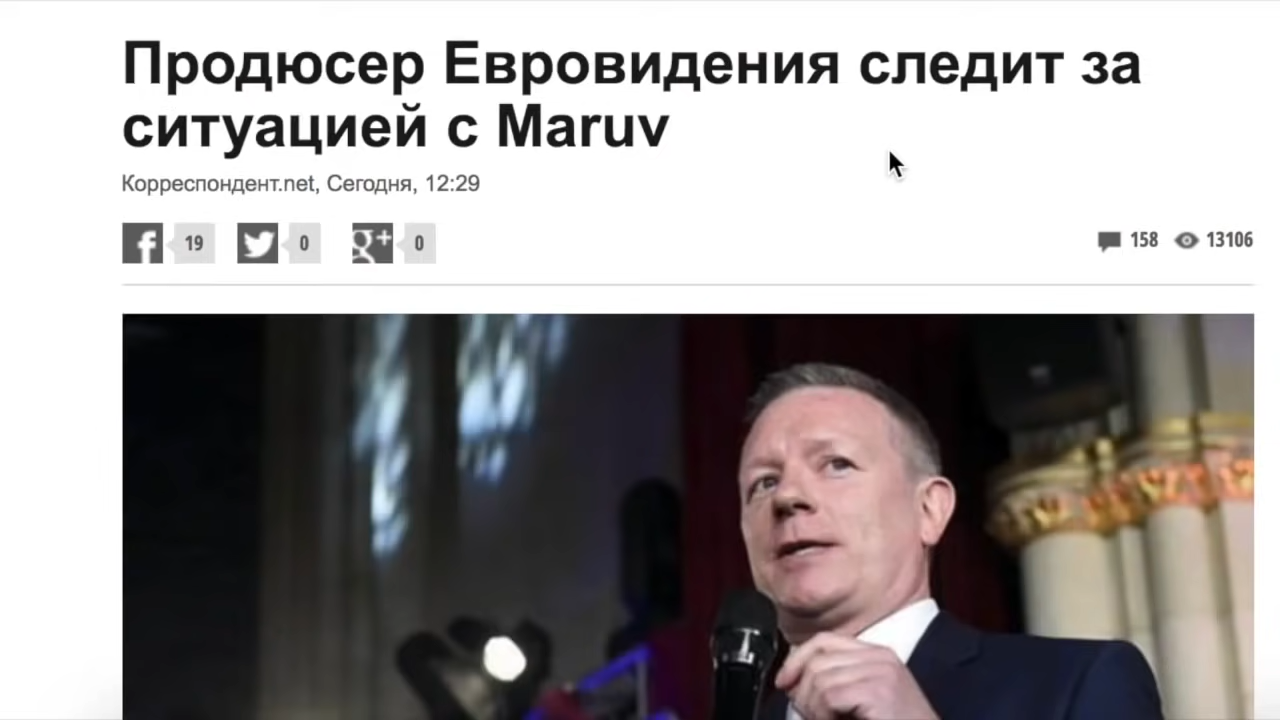 Продюсер Евровидения следит за
ситуацией с Maruv
Корреспондент.net, Сегодня, 12:29
f 19 0 g+ 0 158 13106